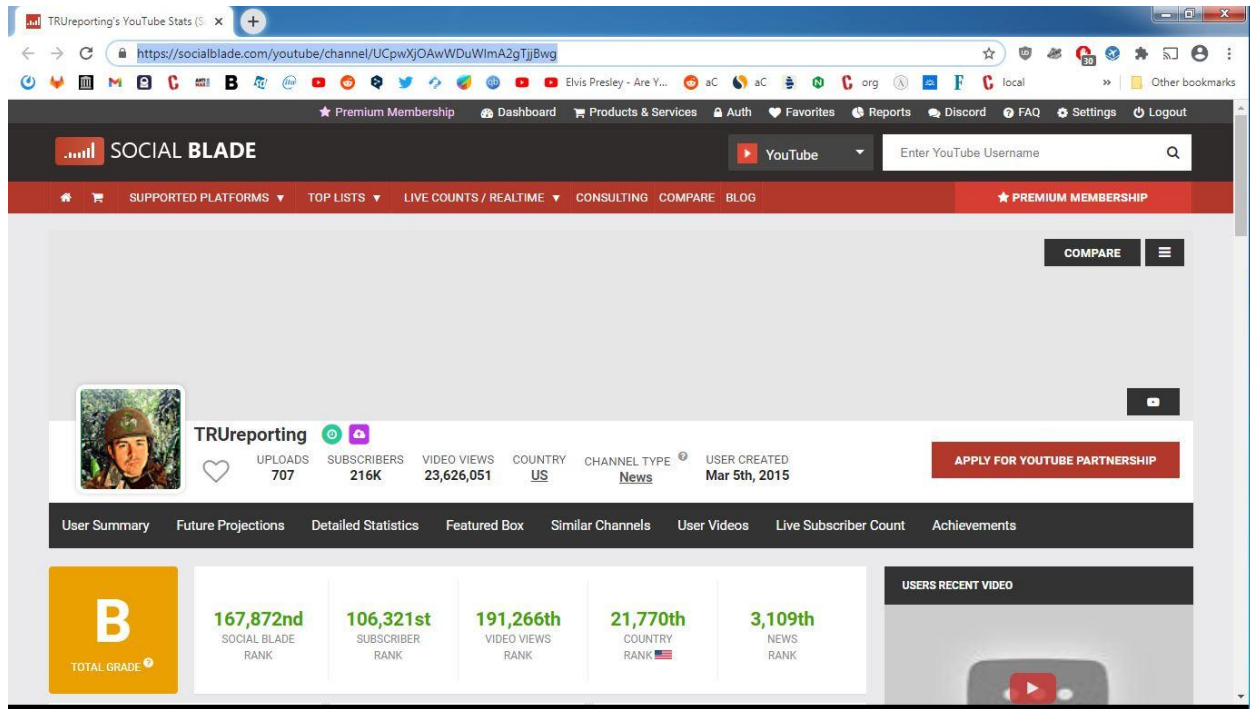 TRUreporting's YouTube Stats (S
https://socialblade.com/youtube/channel/UCpwXjOAwWDuWlmA2gTjjBwg
30
Elvis Presley - Are Y... aC aC org local » Other bookmarks
Premium Membership Dashboard Products & Services Auth Favorites Reports Discord FAQ Settings Logout
SOCIAL BLADE YouTube Enter YouTube Username
SUPPORTED PLATFORMS TOP LISTS LIVE COUNTS / REALTIME CONSULTING COMPARE BLOG PREMIUM MEMBERSHIP
COMPARE
TRUreporting
UPLOADS SUBSCRIBERS VIDEO VIEWS COUNTRY CHANNEL TYPE USER CREATED
707 216K 23,626,051 US News Mar 5th, 2015
APPLY FOR YOUTUBE PARTNERSHIP
User Summary Future Projections Detailed Statistics Featured Box Similar Channels User Videos Live Subscriber Count Achievements
B
TOTAL GRADE
167,872nd 106,321st 191,266th 21,770th 3,109th
SOCIAL BLADE SUBSCRIBER VIDEO VIEWS COUNTRY NEWS
RANK RANK RANK RANK RANK
USERS RECENT VIDEO